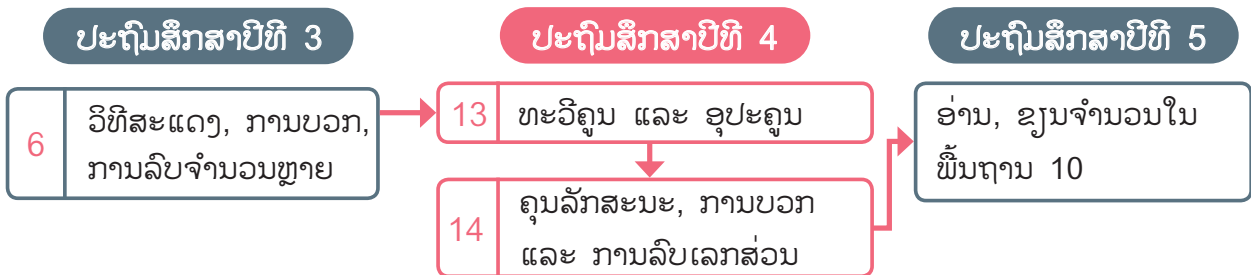 ປະຖົມສຶກສາປີທີ 3
6
ວິທີສະແດງ, ການບວກ,
ການລົບຈຳນວນຫຼາຍ
ປະຖົມສຶກສາປີທີ 4
13
ທະວີຄູນ ແລະ ອຸປະຄູນ
14
ຄຸນລັກສະນະ, ການບວກ
ແລະ ການລົບເລກສ່ວນ
ປະຖົມສຶກສາປີທີ 5
ອ່ານ, ຂຽນຈຳນວນໃນ
ພື້ນຖານ 10